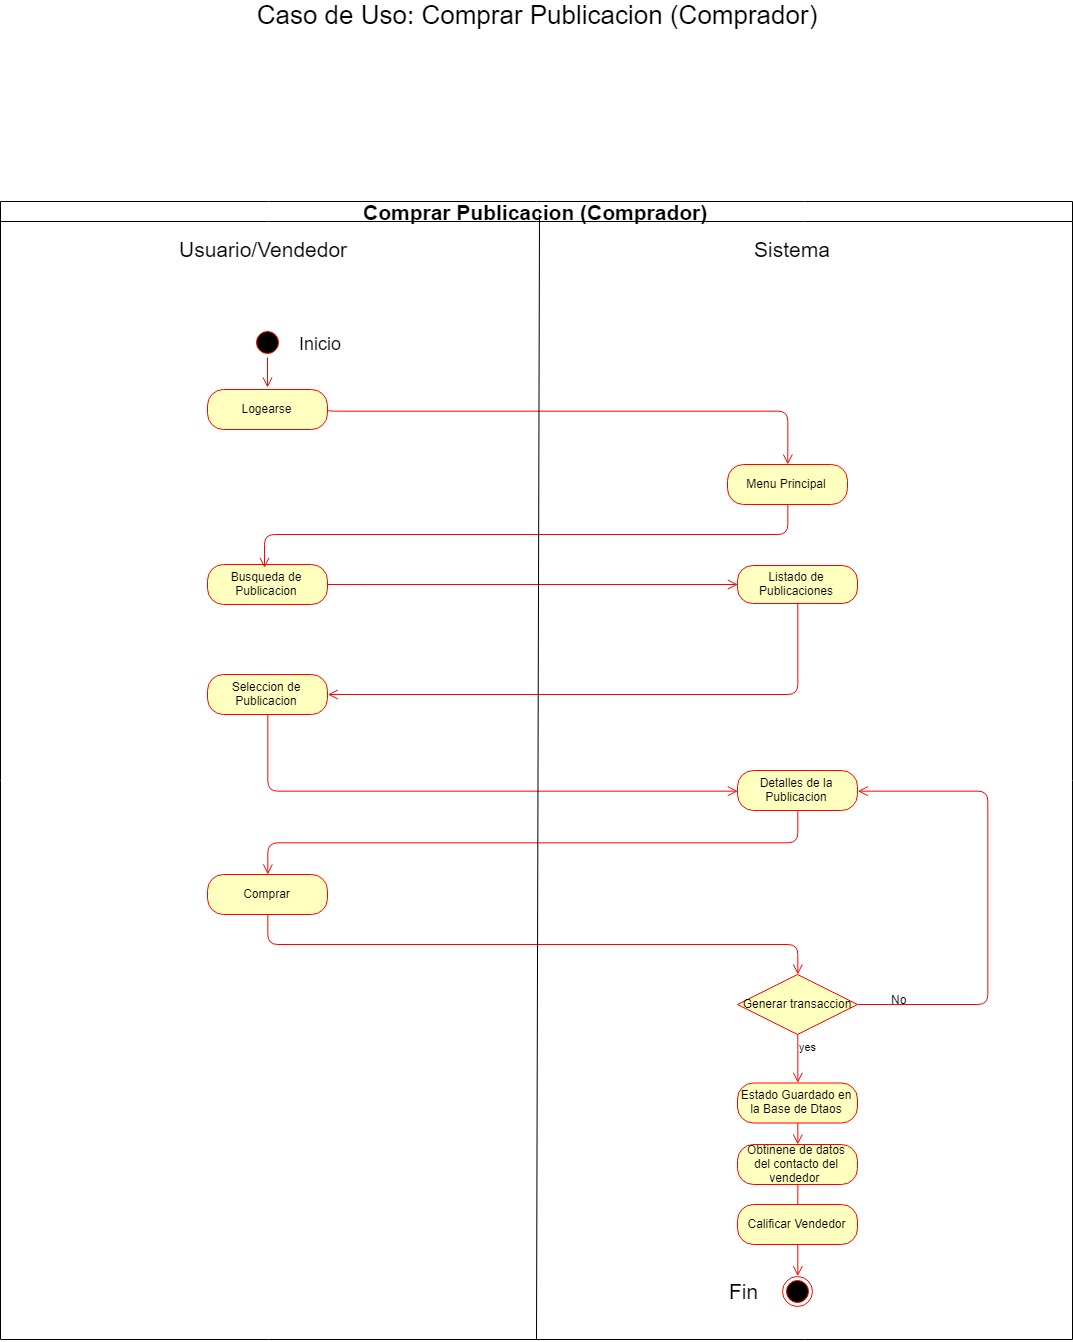 Caso de Uso: Comprar Publicacion (Comprador)
Comprar Publicacion (Comprador)
Usuario/Vendedor
Sistema
Inicio
Logearse
Menu Principal
Busqueda de
Publicacion
Listado de
Publicaciones
Seleccion de
Publicacion
Detalles de la
Publicacion
Comprar
Generar transaccion
No
yes
Estado Guardado en
la Base de Dtaos
Obtinene de datos
del contacto del
vendedor
Calificar Vendedor
Fin